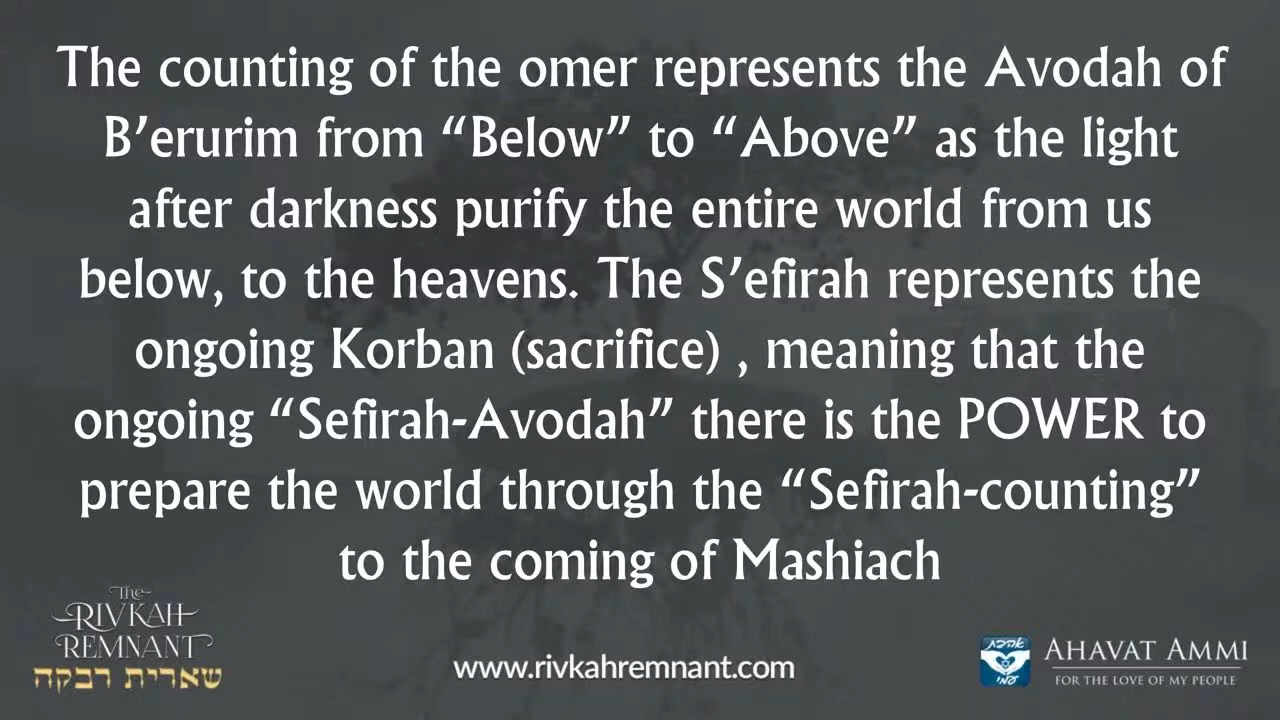 The counting of the omer represents the Avodah of
B’erurim from “Below” to “Above” as the light
after darkness purify the entire world from us
below, to the heavens. The S’efirah represents the
ongoing Korban (sacrifice) , meaning that the
ongoing “Sefirah-Avodah” there is the POWER to
prepare the world through the “Sefirah-counting”
to the coming of Mashiach
The
RIVKAH
REMNANT
שארית רבקה
www.rivkahremnant.com
אהבת
עמי
AHAVAT AMMI
FOR THE LOVE OF MY PEOPLE